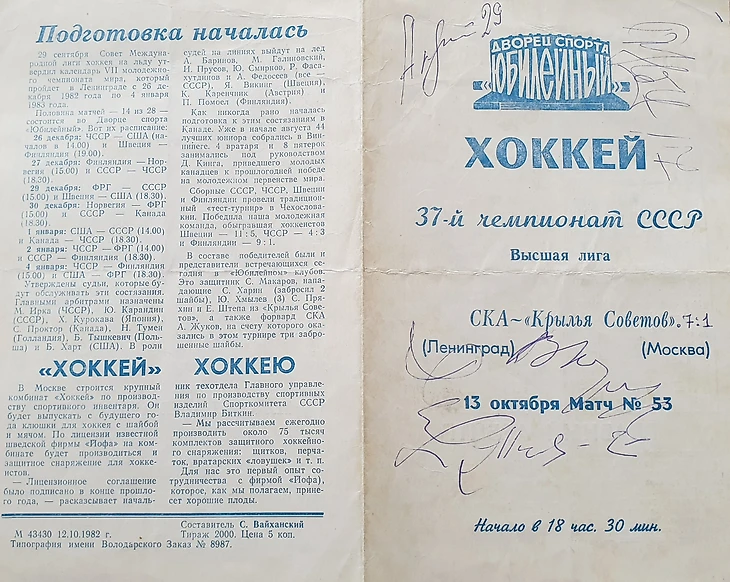 Подготовка началась
29 сентября Совет Междуна-
родной лиги хоккея на льду ут-
вердил календарь VII молодежно-
го чемпионата мира, который
пройдет в Ленинграде с 26 де-
кабря 1982 года по 4 января
1983 года.
Половина матчей — 14 из 28 —
состоится во Дворце спорта
«Юбилейный». Вот их расписание:
26 декабря: ЧССР — США (на-
чалов в 14.00) и Швеция —
Финляндия (19.00).
27 декабря: Финляндия — Нор-
вегия (15.00) и СССР — ЧССР
(18.30).
29 декабря: ФРГ — СССР
(15.00) и Швеция — США (18.30).
30 декабря: Норвегия — ФРГ
(15.00) и СССР — Канада
(18.30).
1 января: США — СССР (14.00)
и Канада — ЧССР (18.30).
2 января: ЧССР — ФРГ (14.00)
и СССР — Финляндия (18.30).
4 января: ЧССР — Финляндия
(15.00) и США — ФРГ (18.30).
Утверждены судьи, которые бу-
дут обслуживать эти состязания.
Главными арбитрами назначены
М. Ирка (ЧССР), Ю. Карандин
(СССР), Х. Курокава (Япония),
С. Проктор (Канада), Н. Тумен
(Голландия), Б. Тышкевич (Поль-
ша) и Б. Харт (США). В роли
судей на линиях выйдут на лед
А. Баринов, М. Галиновский,
Н. Прусов, Ю. Смирнов, Р. Фаса-
хутдинов и А. Федосеев (все —
СССР), Я. Викинг (Швеция),
К. Каревчик (Австрия) и
П. Помоел (Финляндия).
Как никогда рано началась
подготовка к этим состязаниям в
Канаде. Уже в начале августа 44
лучших юниора собрались в Вин-
нипеге. 4 вратаря и 8 пятерок
занимались под руководством
Д. Кинга, приведшего молодых
канадцев к прошлогодней победе
на молодежном первенстве мира.
Сборные СССР, ЧССР, Швеции
и Финляндии провели традицион-
ный «тест-турнир» в Чехослова-
кии. Победила наша молодежная
команда, обыгравшая хоккеистов
Швеции — 11:5, ЧССР — 4:3
и Финляндии — 9:1.
В составе победителей были и
представители встречающихся се-
годня в «Юбилейном» клубов.
Это защитник С. Макаров, напа-
дающие С. Харин (забросил 2
шайбы), Ю. Хмылев (3) С. Пря-
хин и Е. Штепа из «Крылья Сове-
тов», а также форвард СКА
А. Жуков, на счету которого ока-
зались в этом турнире три забро-
шенные шайбы.
«ХОККЕЙ» ХОККЕЮ
В Москве строится крупный
комбинат «Хоккей» по производ-
ству спортивного инвентаря. Он
будет выпускать с будущего го-
да клюшки для хоккея с шайбой
и мячом. По лицензии известной
шведской фирмы «Йофа» на ком-
бинате будет производиться и
защитное снаряжение для хокке-
истов.
— Лицензионное соглашение
было подписано в конце прошло-
го года, — рассказывает началь-
ник техотдела Главного управле-
ния по производству спортивных
изделий Спорткомитета СССР
Владимир Биткин.
— Мы рассчитываем ежегодно
производить около 75 тысяч
комплектов защитного хоккейно-
го снаряжения: щитков, перча-
ток, вратарских «ловушек» и т. п.
Для нас это первый опыт со-
трудничества с фирмой «Йофа»,
которое, как мы полагаем, прине-
сет хорошие плоды.
М 43430 12.10.1982 г.
Составитель С. Вайханский
Тираж 2000. Цена 5 коп.
Типография имени Володарского Заказ № 8987.
29
ДВОРЕЦ СПОРТА
«ЮБИЛЕЙНЫЙ»
ХОККЕЙ
37-й чемпионат СССР
Высшая лига
СКА—«Крылья Советов». 7:1
(Ленинград) (Москва)
13 октября Матч № 53
Начало в 18 час. 30 мин.